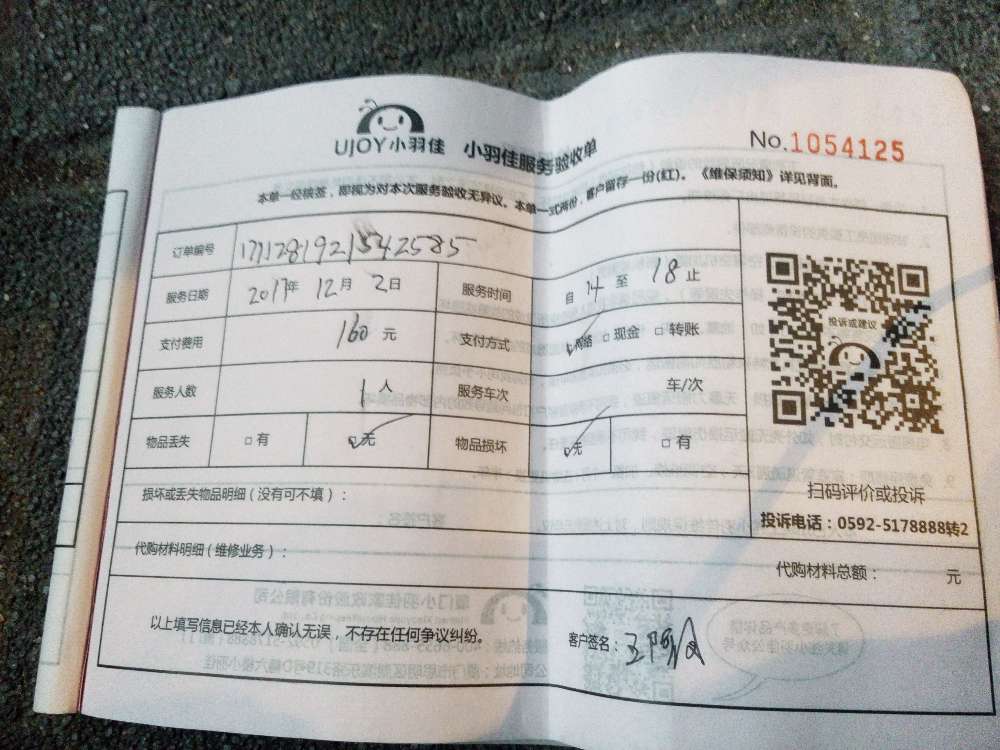 UJOY小羽佳 小羽佳服务验收单 No.1054125
本单一经续签，即视为对本次服务验收无异议。本单一式两份，客户留存一份(红)。《维保须知》详见背面。
订单编号 1711281921542585
服务日期 2017年 12月 2日 服务时间 自 14 至 18 止
支付费用 160 元 支付方式 网络 □现金 □转账
投诉或建议
服务人数 1人 服务车次 车/次
物品丢失 □有 □无 物品损坏 □无 □有
损坏或丢失物品明细（没有可不填）：
扫码评价或投诉
投诉电话：0592-5178888转2
代购材料明细（维修业务）：
代购材料总额： 元
以上填写信息已经本人确认无误，不存在任何争议纠纷。
客户签名：